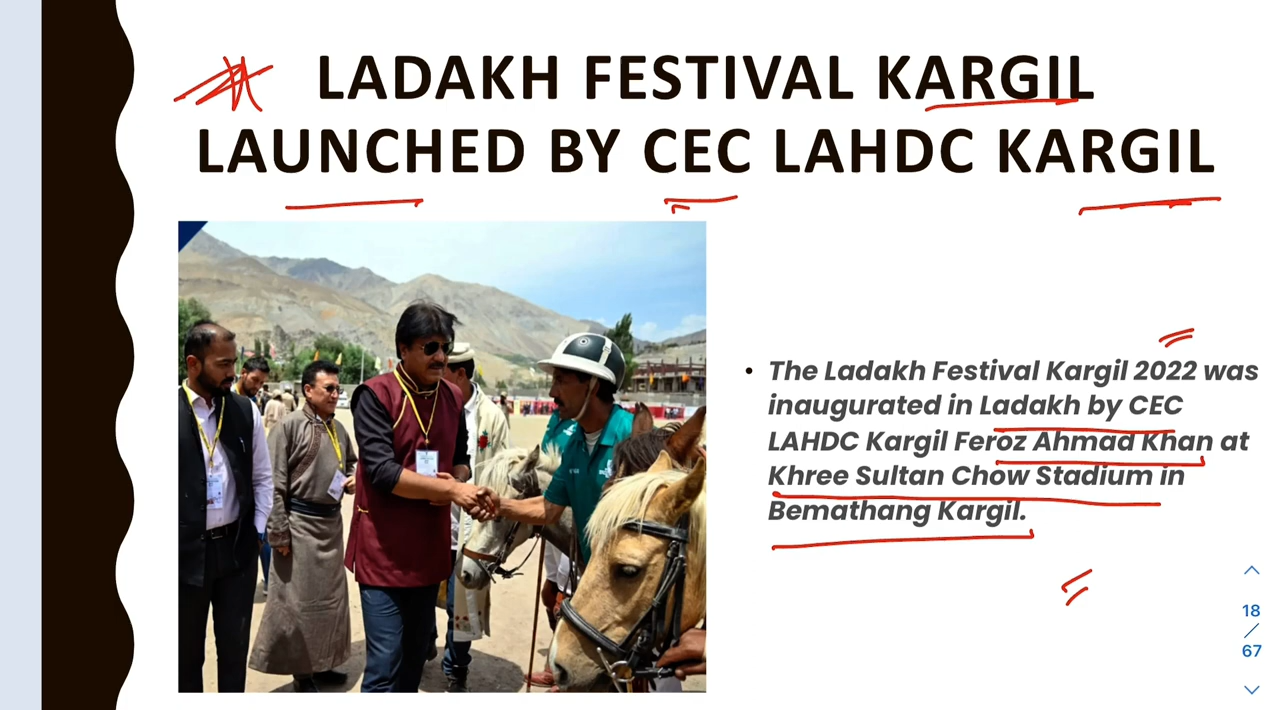 LADAKH FESTIVAL KARGIL
LAUNCHED BY CEC LAHDC KARGIL
• The Ladakh Festival Kargil 2022 was
inaugurated in Ladakh by CEC
LAHDC Kargil Feroz Ahmad Khan at
Khree Sultan Chow Stadium in
Bemathang Kargil.
18
/
67